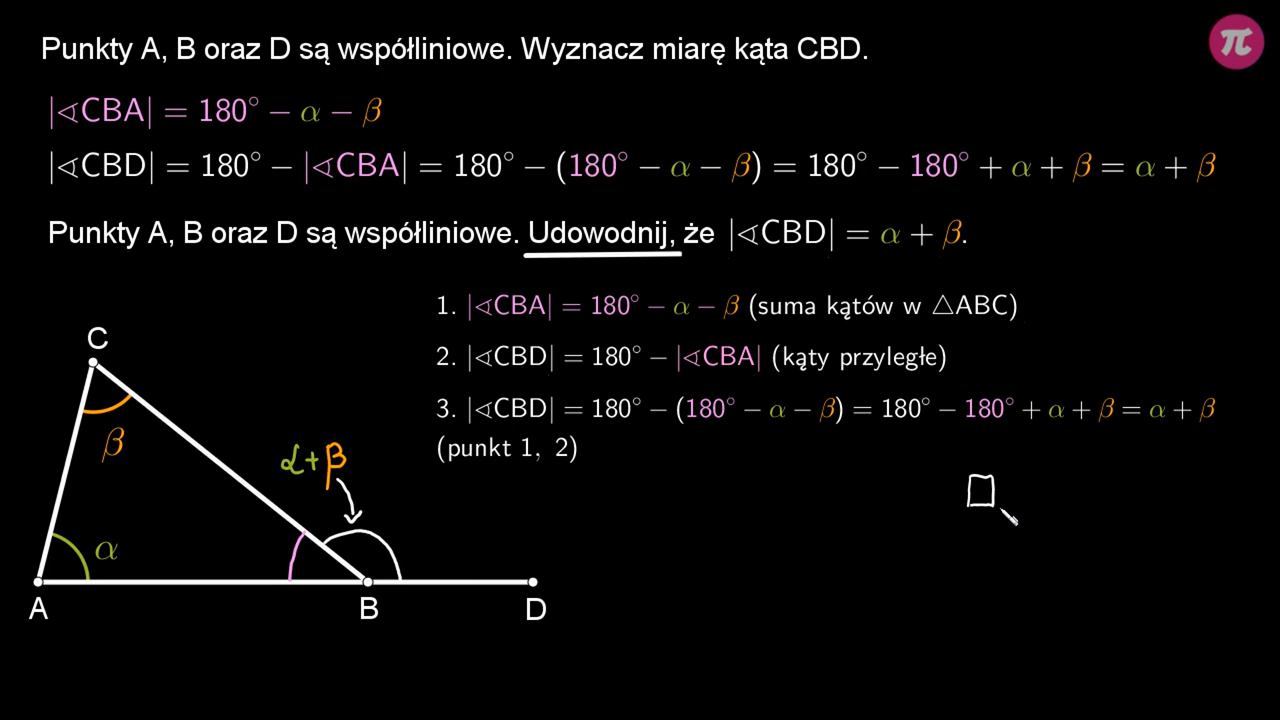 Punkty A, B oraz D są współliniowe. Wyznacz miarę kąta CBD.
π
|∢CBA| = 180° − α − β
|∢CBD| = 180° − |∢CBA| = 180° − (180° − α − β) = 180° − 180° + α + β = α + β
Punkty A, B oraz D są współliniowe. Udowodnij, że |∢CBD| = α + β.
1. |∢CBA| = 180° − α − β (suma kątów w △ABC)
2. |∢CBD| = 180° − |∢CBA| (kąty przyległe)
3. |∢CBD| = 180° − (180° − α − β) = 180° − 180° + α + β = α + β
(punkt 1, 2)
C
β
α+β
α
A
B
D